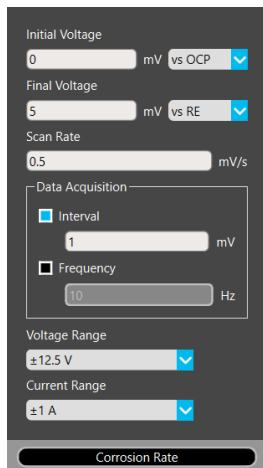 Initial Voltage
0 mV vs OCP
Final Voltage
5 mV vs RE
Scan Rate
0.5 mV/s
Data Acquisition
Interval
1 mV
Frequency
10 Hz
Voltage Range
±12.5 V
Current Range
±1 A
Corrosion Rate